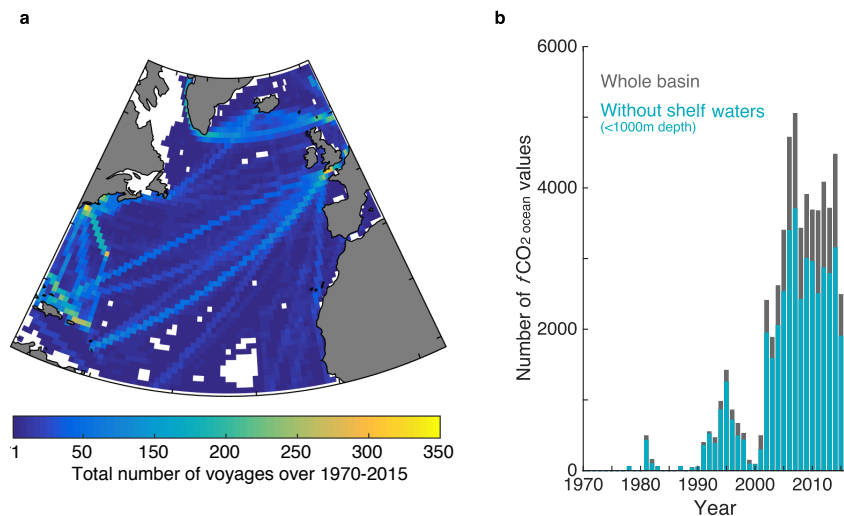 a
1 50 100 150 200 250 300 350
Total number of voyages over 1970-2015
b
6000
4000
2000
0
Number of fCO2 ocean values
Whole basin
Without shelf waters
(<1000m depth)
1970 1980 1990 2000 2010
Year